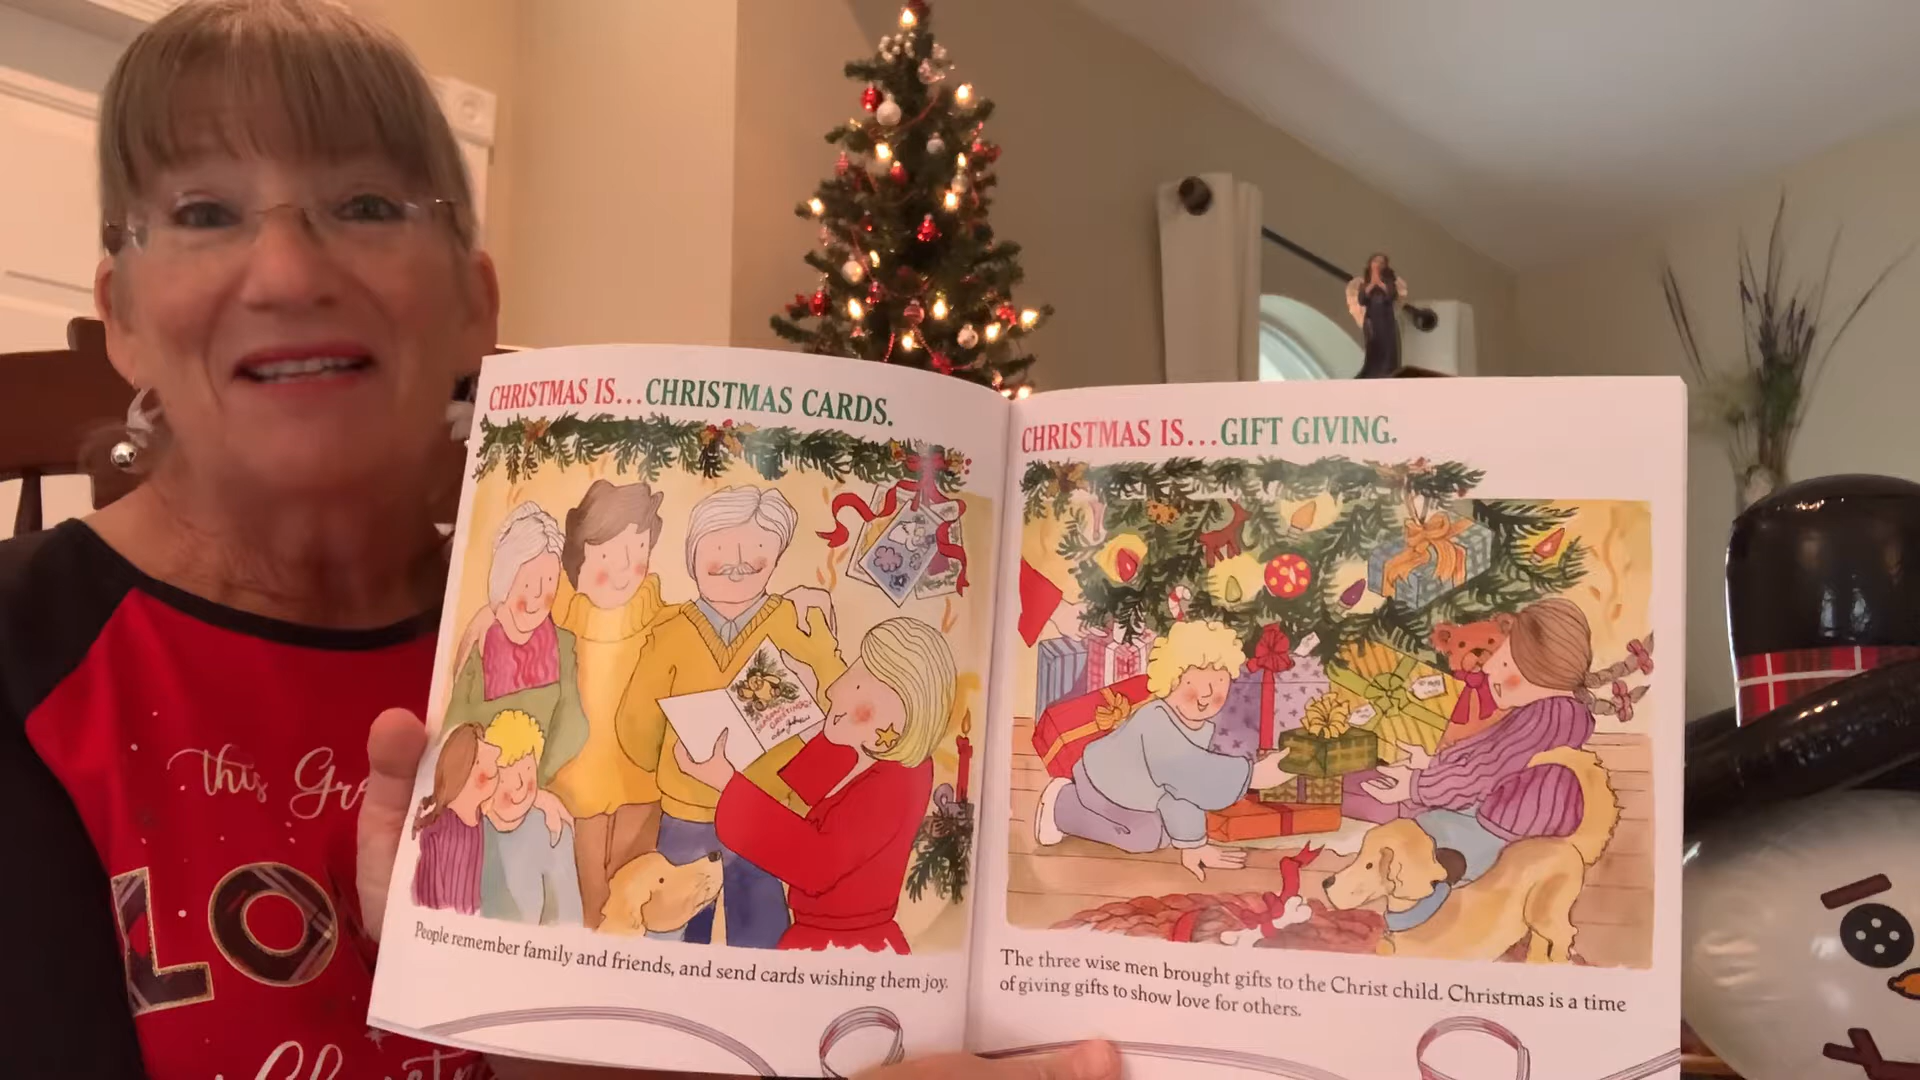 CHRISTMAS IS...CHRISTMAS CARDS.
People remember family and friends, and send cards wishing them joy.
CHRISTMAS IS...GIFT GIVING.
The three wise men brought gifts to the Christ child. Christmas is a time
of giving gifts to show love for others.
SEASON'S
GREETINGS
this
LO